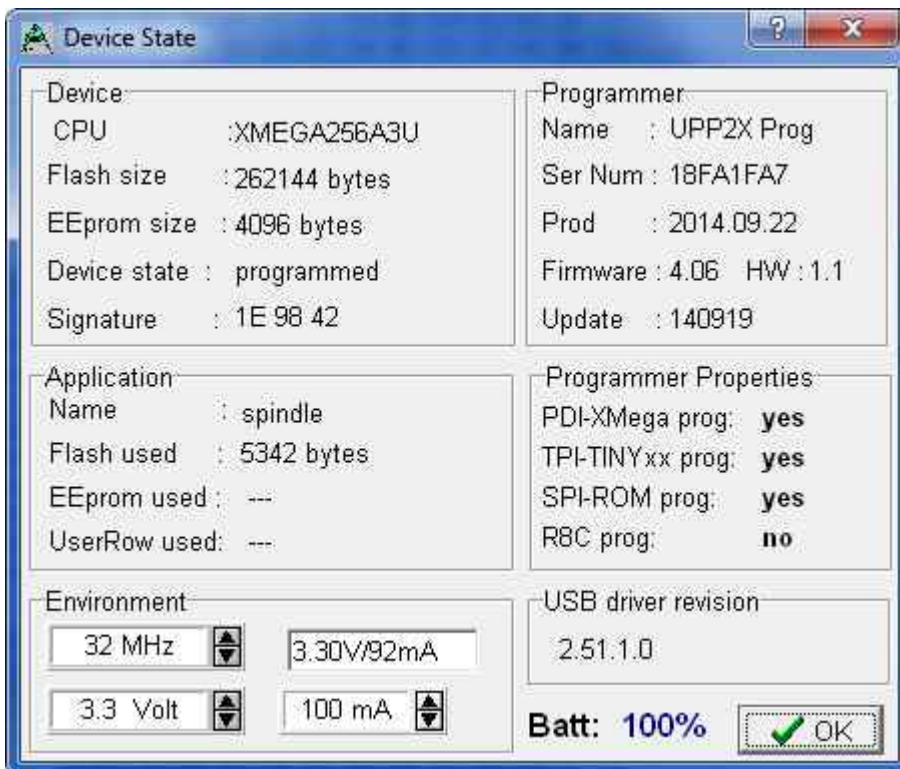 Device State
?
Device
CPU :XMEGA256A3U
Flash size :262144 bytes
EEprom size : 4096 bytes
Device state : programmed
Signature : 1E 98 42
Programmer
Name : UPP2X Prog
Ser Num : 18FA1FA7
Prod : 2014.09.22
Firmware : 4.06 HW : 1.1
Update : 140919
Application
Name : spindle
Flash used : 5342 bytes
EEprom used : ---
UserRow used: ---
Programmer Properties
PDI-XMega prog: yes
TPI-TINYxx prog: yes
SPI-ROM prog: yes
R8C prog: no
Environment
32 MHz
3.30V/92mA
3.3 Volt
100 mA
USB driver revision
2.51.1.0
Batt: 100%
OK